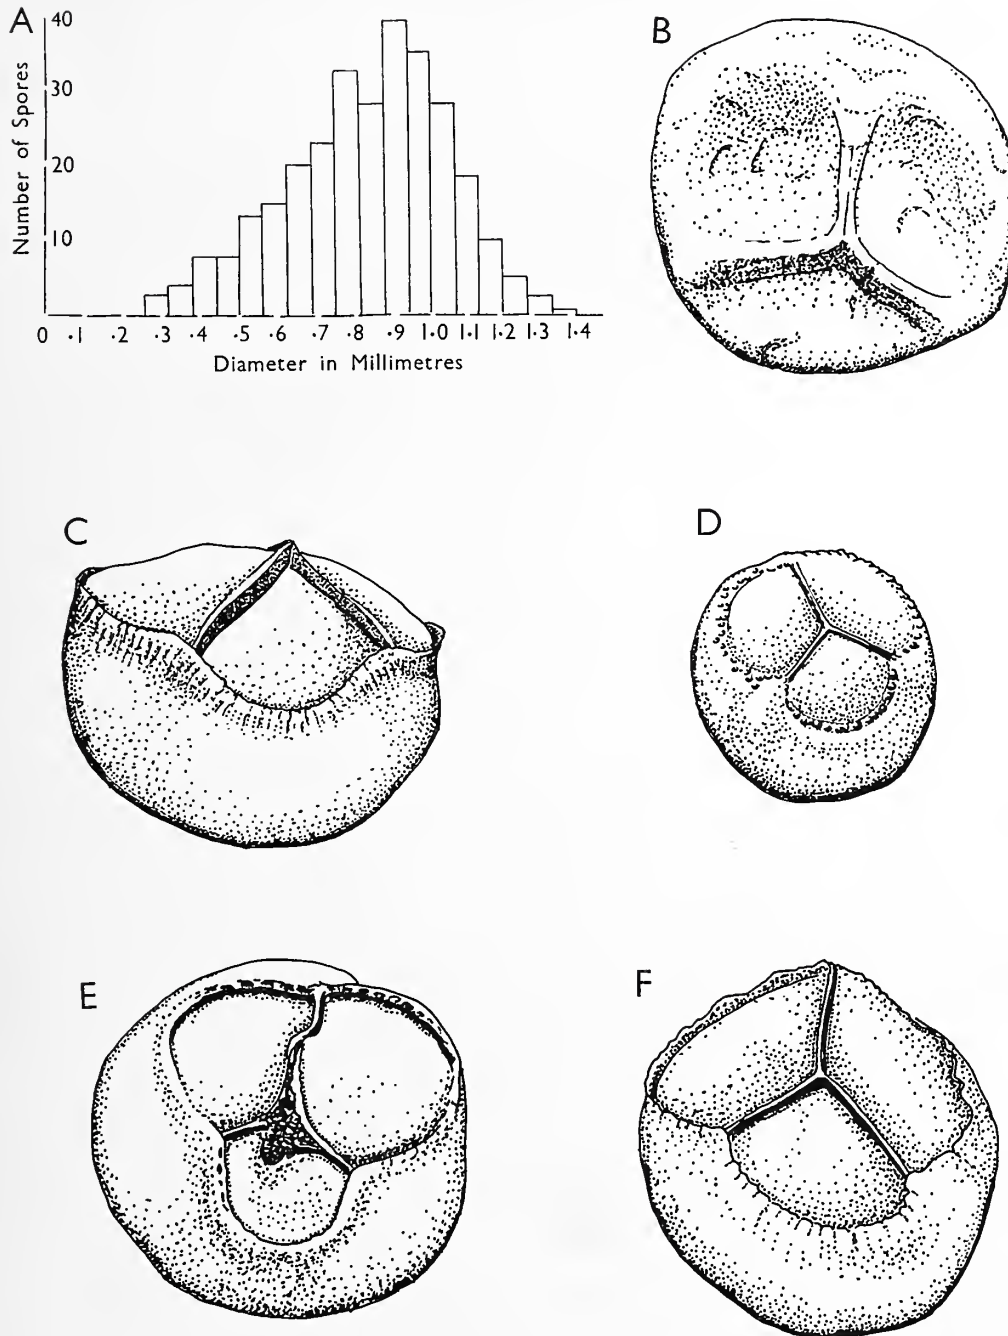 A
40
30
20
10
Number of Spores
0 ·1 ·2 ·3 ·4 ·5 ·6 ·7 ·8 ·9 1·0 1·1 1·2 1·3 1·4
Diameter in Millimetres
B
C
D
E
F